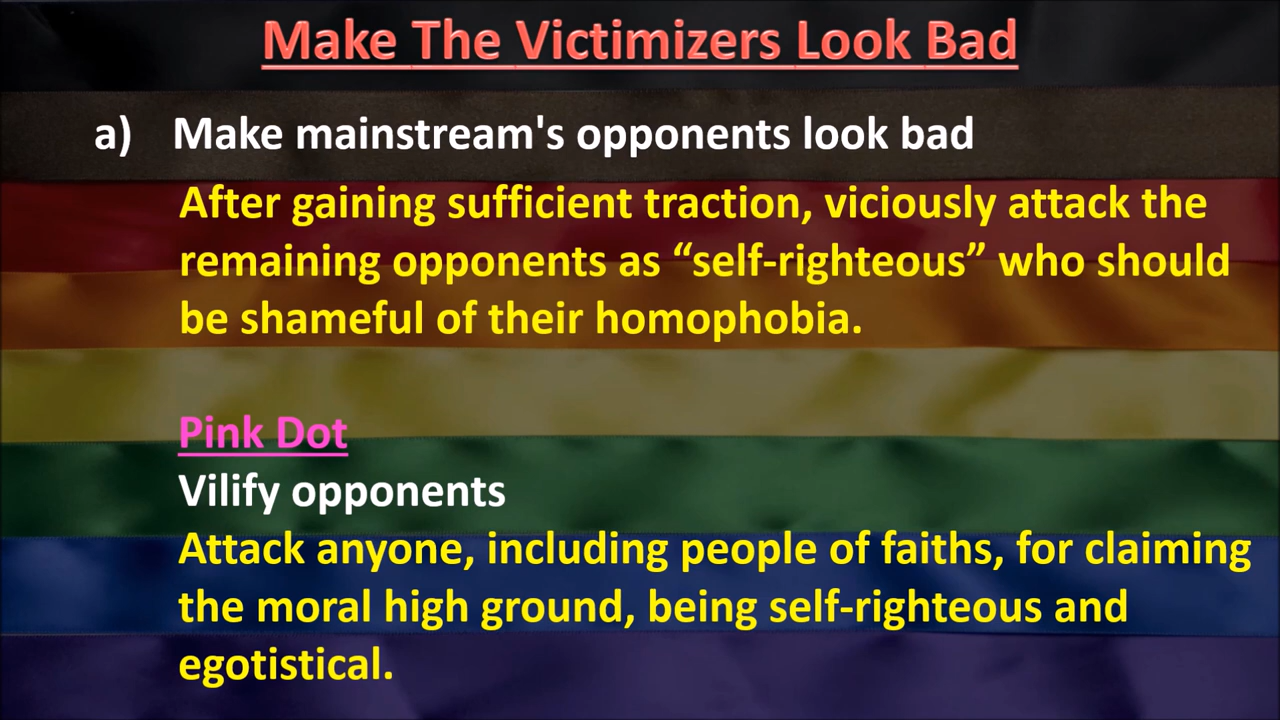 Make The Victimizers Look Bad
a) Make mainstream's opponents look bad
After gaining sufficient traction, viciously attack the
remaining opponents as “self-righteous” who should
be shameful of their homophobia.
Pink Dot
Vilify opponents
Attack anyone, including people of faiths, for claiming
the moral high ground, being self-righteous and
egotistical.